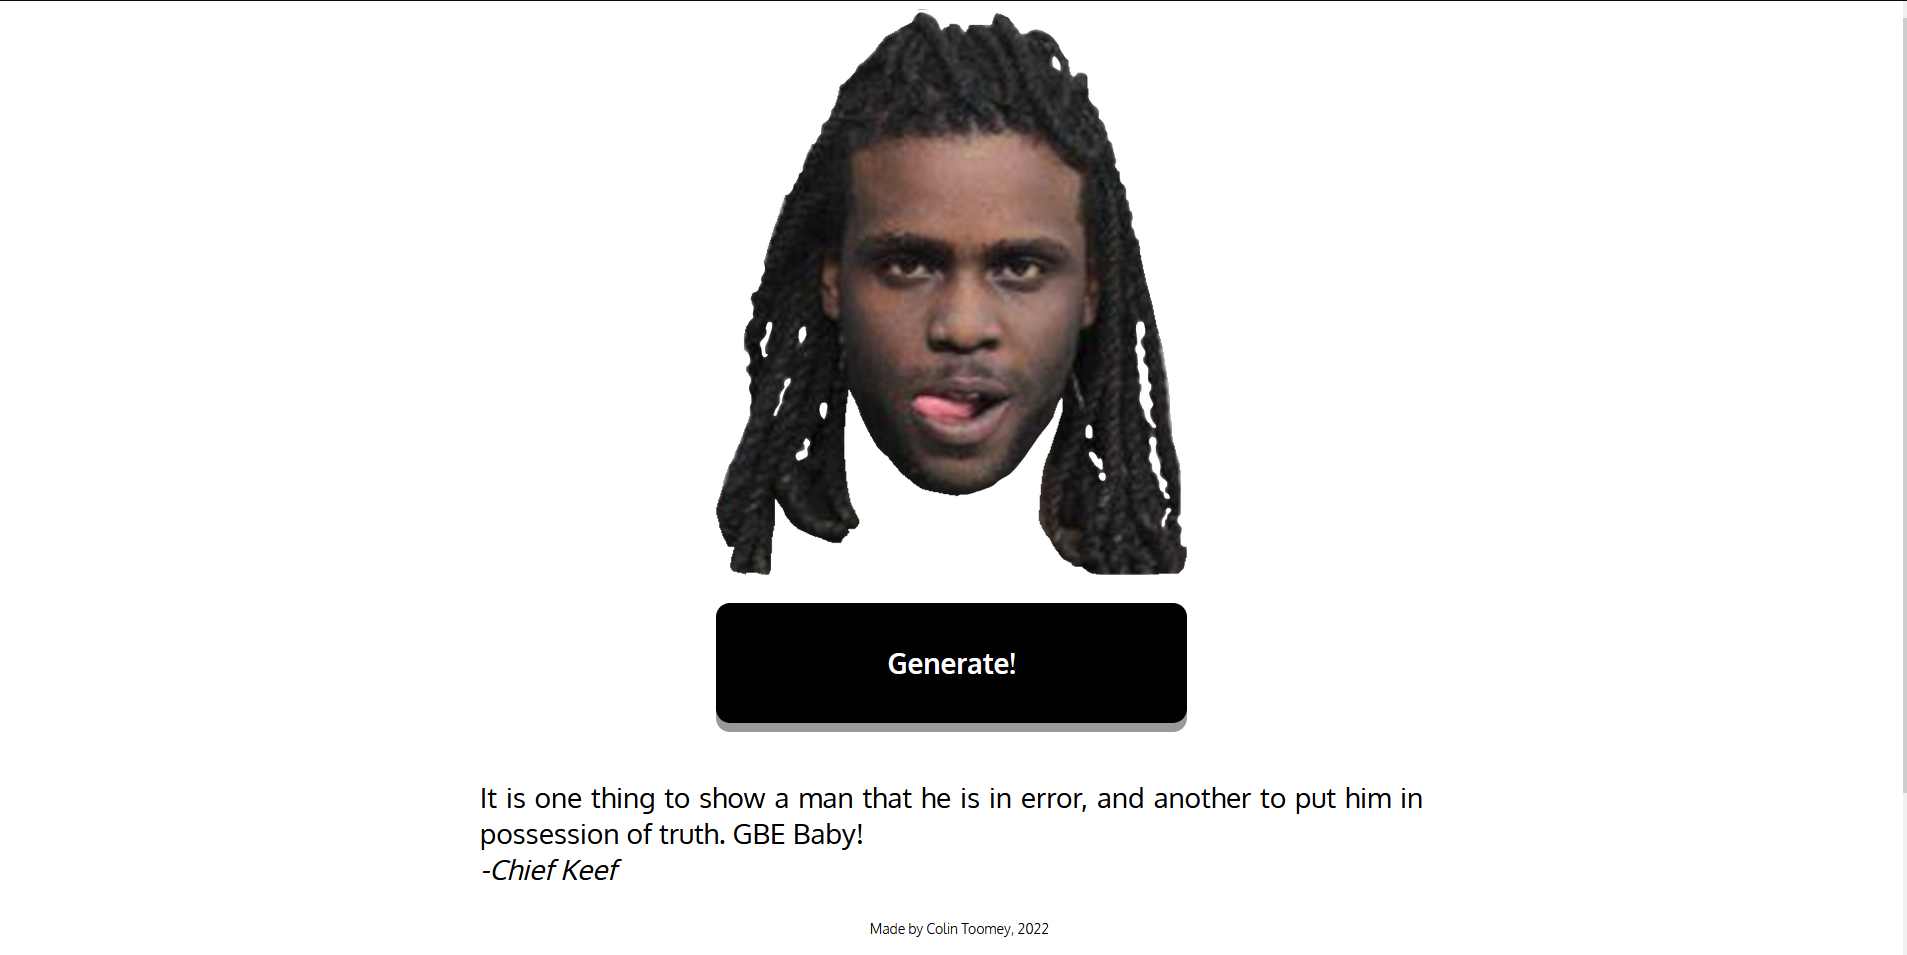 Generate!
It is one thing to show a man that he is in error, and another to put him in
possession of truth. GBE Baby!
-Chief Keef
Made by Colin Toomey, 2022